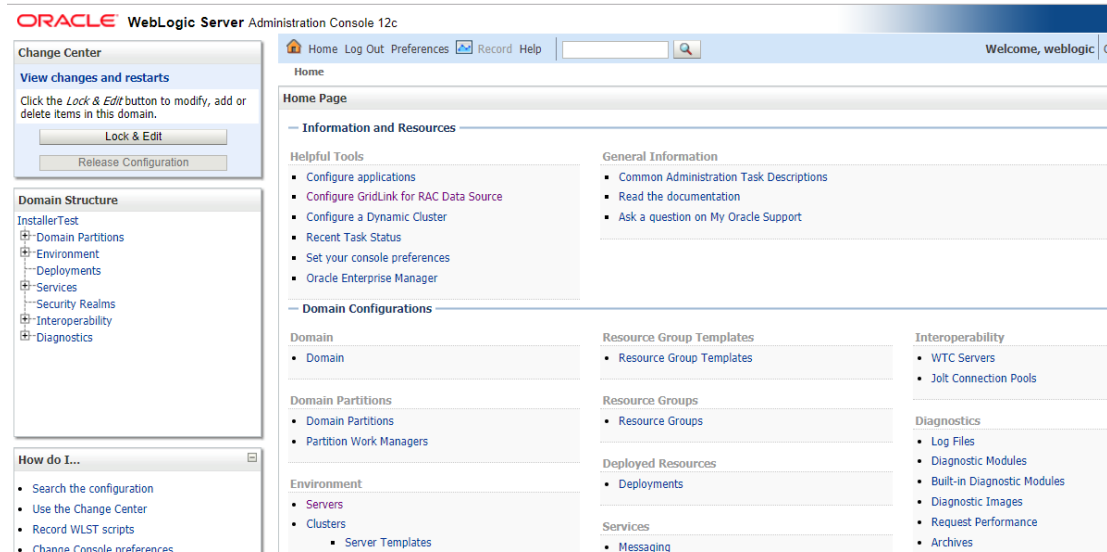 ORACLE WebLogic Server Administration Console 12c
Change Center
View changes and restarts
Click the Lock & Edit button to modify, add or
delete items in this domain.
Lock & Edit
Release Configuration
Domain Structure
InstallerTest
Domain Partitions
Environment
Deployments
Services
Security Realms
Interoperability
Diagnostics
How do I...
Search the configuration
Use the Change Center
Record WLST scripts
Change Console preferences
Home Log Out Preferences Record Help
Welcome, weblogic
Home
Home Page
Information and Resources
Helpful Tools
Configure applications
Configure GridLink for RAC Data Source
Configure a Dynamic Cluster
Recent Task Status
Set your console preferences
Oracle Enterprise Manager
General Information
Common Administration Task Descriptions
Read the documentation
Ask a question on My Oracle Support
Domain Configurations
Domain
Domain
Domain Partitions
Domain Partitions
Partition Work Managers
Environment
Servers
Clusters
Server Templates
Resource Group Templates
Resource Group Templates
Resource Groups
Resource Groups
Deployed Resources
Deployments
Services
Messaging
Interoperability
WTC Servers
Jolt Connection Pools
Diagnostics
Log Files
Diagnostic Modules
Built-in Diagnostic Modules
Diagnostic Images
Request Performance
Archives